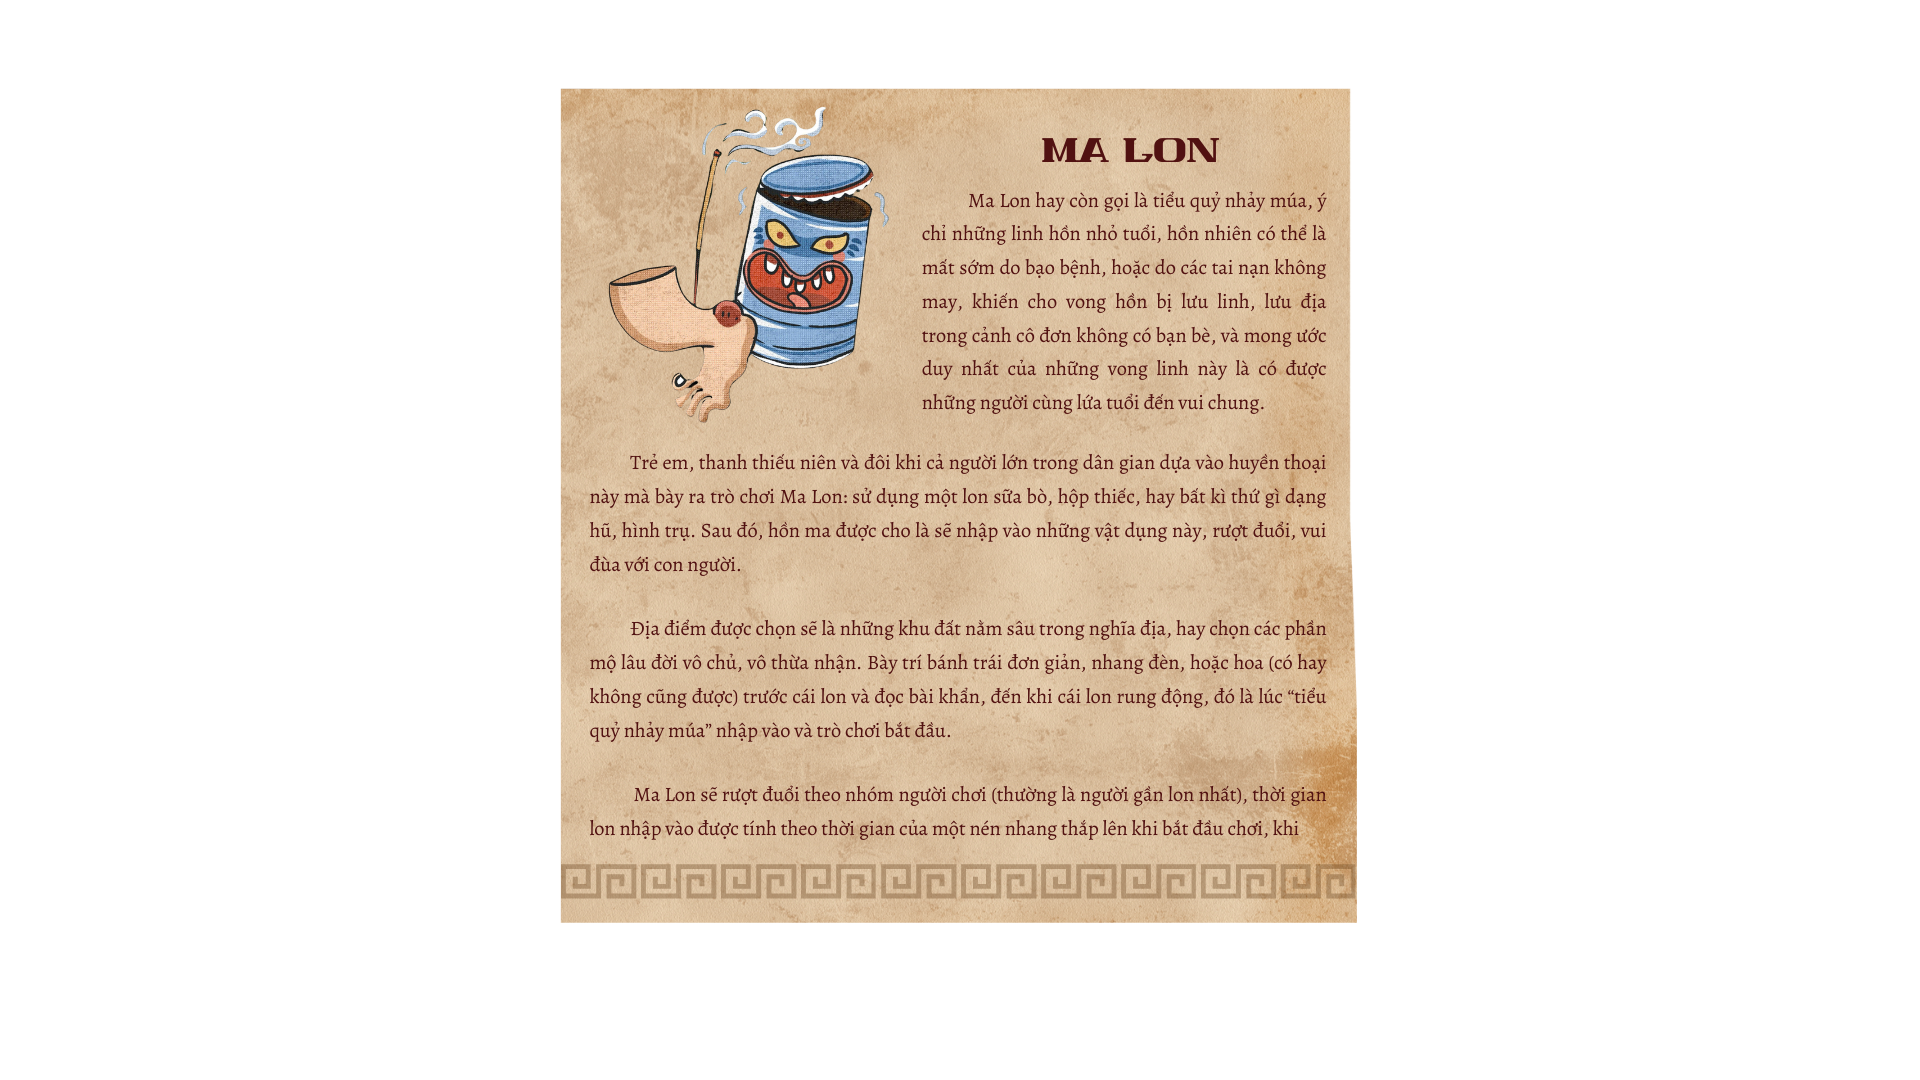 MA LON
Ma Lon hay còn gọi là tiểu quỷ nhảy múa, ý
chỉ những linh hồn nhỏ tuổi, hồn nhiên có thể là
mất sớm do bạo bệnh, hoặc do các tai nạn không
may, khiến cho vong hồn bị lưu linh, lưu địa
trong cảnh cô đơn không có bạn bè, và mong ước
duy nhất của những vong linh này là có được
những người cùng lứa tuổi đến vui chung.
Trẻ em, thanh thiếu niên và đôi khi cả người lớn trong dân gian dựa vào huyền thoại
này mà bày ra trò chơi Ma Lon: sử dụng một lon sữa bò, hộp thiếc, hay bất kì thứ gì dạng
hũ, hình trụ. Sau đó, hồn ma được cho là sẽ nhập vào những vật dụng này, rượt đuổi, vui
đùa với con người.
Địa điểm được chọn sẽ là những khu đất nằm sâu trong nghĩa địa, hay chọn các phần
mộ lâu đời vô chủ, vô thừa nhận. Bày trí bánh trái đơn giản, nhang đèn, hoặc hoa (có hay
không cũng được) trước cái lon và đọc bài khẩn, đến khi cái lon rung động, đó là lúc “tiểu
quỷ nhảy múa” nhập vào và trò chơi bắt đầu.
Ma Lon sẽ rượt đuổi theo nhóm người chơi (thường là người gần lon nhất), thời gian
lon nhập vào được tính theo thời gian của một nén nhang thắp lên khi bắt đầu chơi, khi